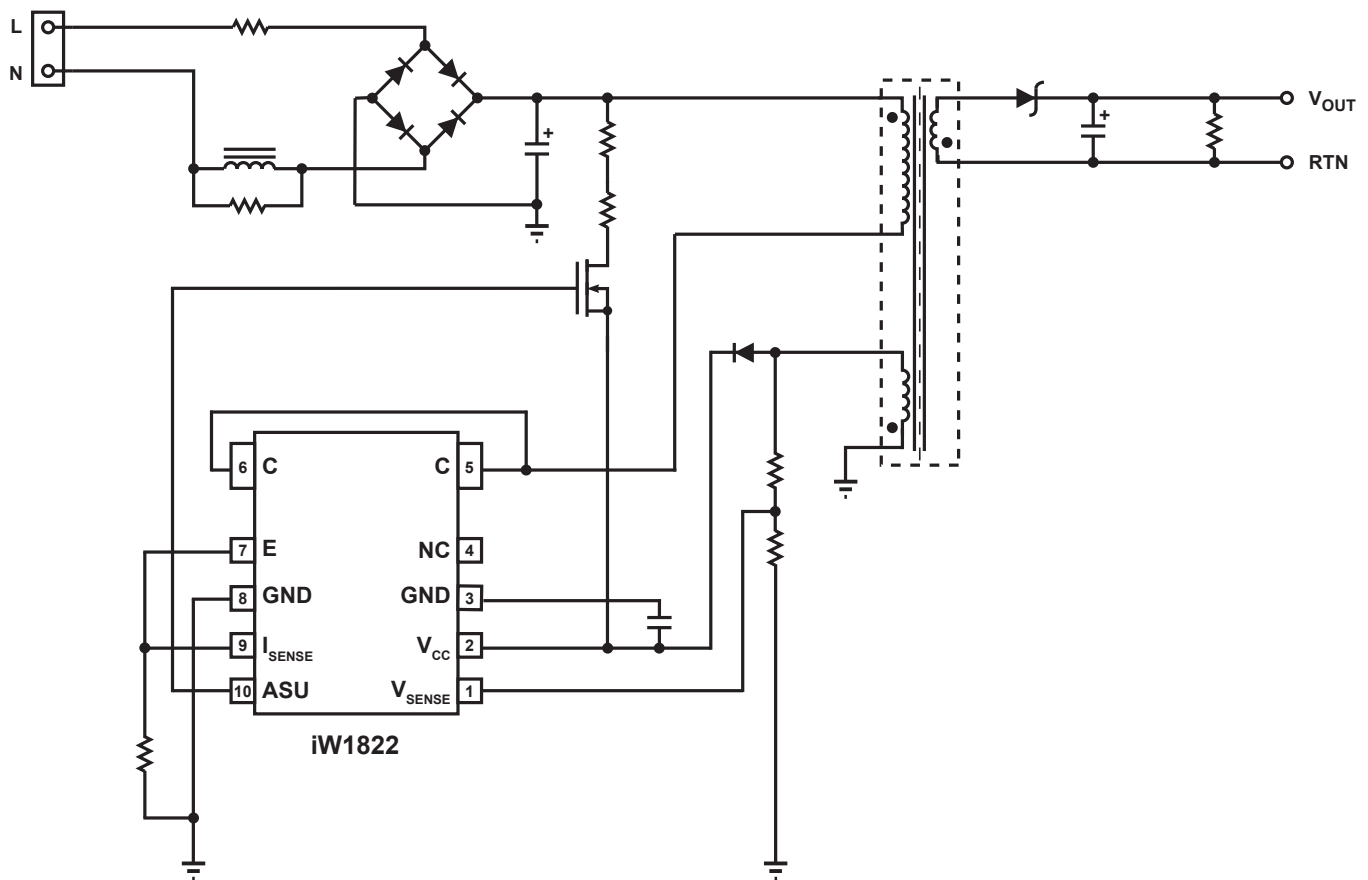 L
N
+
+
V_OUT
RTN
6 C
C 5
7 E
NC 4
8 GND
GND 3
9 I_SENSE
V_CC 2
10 ASU
V_SENSE 1
iW1822